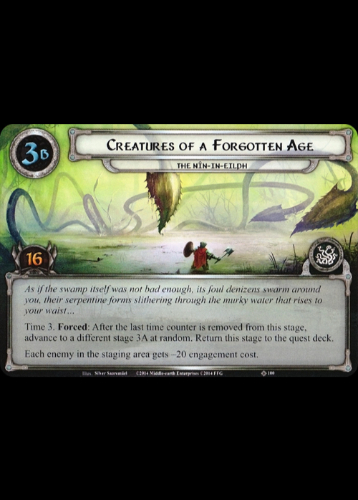 3B
CREATURES OF A FORGOTTEN AGE
THE NÎN-IN-EILPH
16
As if the swamp itself was not bad enough, its foul denizens swarm around
you, their serpentine forms slithering through the murky water that rises to
your waist…
Time 3. Forced: After the last time counter is removed from this stage,
advance to a different stage 3A at random. Return this stage to the quest deck.
Each enemy in the staging area gets –20 engagement cost.
©2014 Middle-earth Enterprises ©2014 FFG